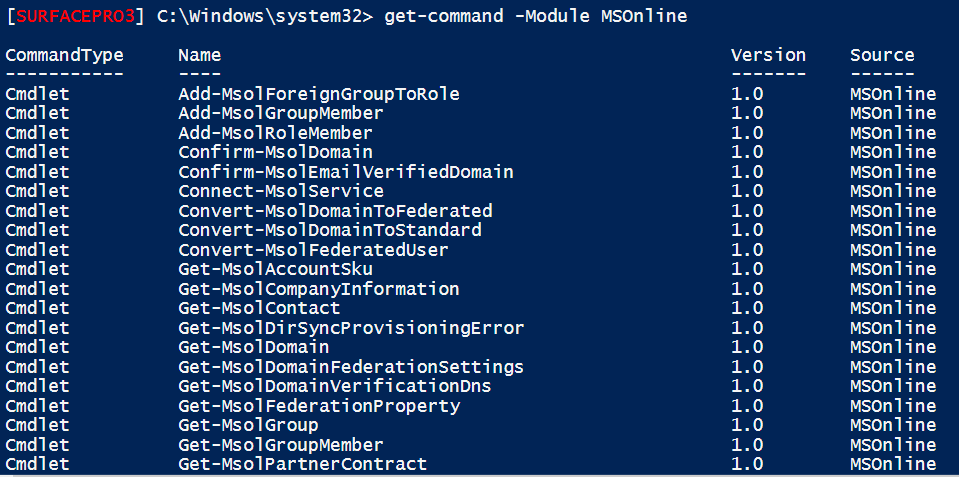 [SURFACEPRO3] C:\Windows\system32> get-command -Module MSOnline
CommandType Name Version Source
----------- ---- ------- ------
Cmdlet Add-MsolForeignGroupToRole 1.0 MSOnline
Cmdlet Add-MsolGroupMember 1.0 MSOnline
Cmdlet Add-MsolRoleMember 1.0 MSOnline
Cmdlet Confirm-MsolDomain 1.0 MSOnline
Cmdlet Confirm-MsolEmailVerifiedDomain 1.0 MSOnline
Cmdlet Connect-MsolService 1.0 MSOnline
Cmdlet Convert-MsolDomainToFederated 1.0 MSOnline
Cmdlet Convert-MsolDomainToStandard 1.0 MSOnline
Cmdlet Convert-MsolFederatedUser 1.0 MSOnline
Cmdlet Get-MsolAccountSku 1.0 MSOnline
Cmdlet Get-MsolCompanyInformation 1.0 MSOnline
Cmdlet Get-MsolContact 1.0 MSOnline
Cmdlet Get-MsolDirSyncProvisioningError 1.0 MSOnline
Cmdlet Get-MsolDomain 1.0 MSOnline
Cmdlet Get-MsolDomainFederationSettings 1.0 MSOnline
Cmdlet Get-MsolDomainVerificationDns 1.0 MSOnline
Cmdlet Get-MsolFederationProperty 1.0 MSOnline
Cmdlet Get-MsolGroup 1.0 MSOnline
Cmdlet Get-MsolGroupMember 1.0 MSOnline
Cmdlet Get-MsolPartnerContract 1.0 MSOnline